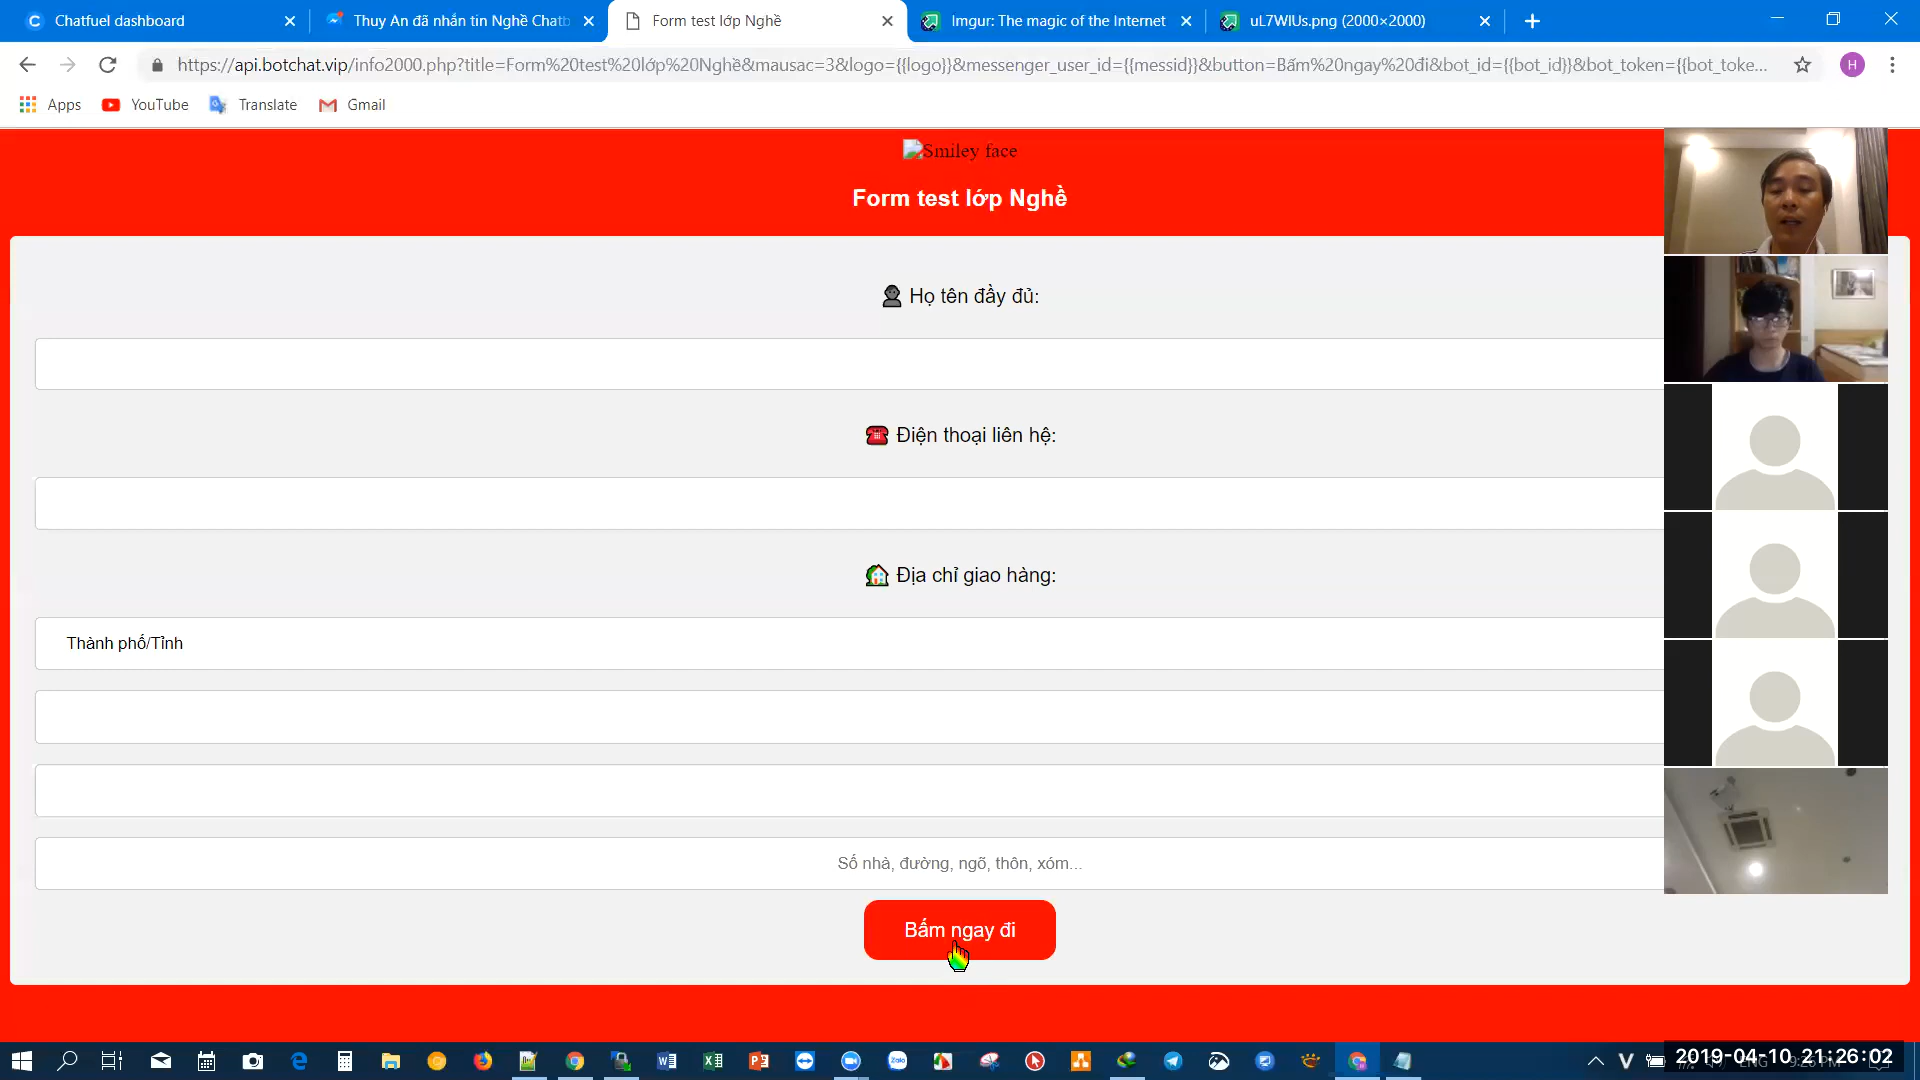 Chatfuel dashboard
Thuy An đã nhắn tin Nghề Chatb
Form test lớp Nghề
Imgur: The magic of the Internet
uL7WlUs.png (2000×2000)
https://api.botchat.vip/info2000.php?title=Form%20test%20lớp%20Nghề&mausac=3&logo={{logo}}&messenger_user_id={{messid}}&button=Bấm%20ngay%20đi&bot_id={{bot_id}}&bot_token={{bot_toke...
H
Apps
YouTube
Translate
Gmail
Smiley face
Form test lớp Nghề
Họ tên đầy đủ:
Điện thoại liên hệ:
Địa chỉ giao hàng:
Thành phố/Tỉnh
Số nhà, đường, ngõ, thôn, xóm...
Bấm ngay đi
2019-04-10 21:26:02